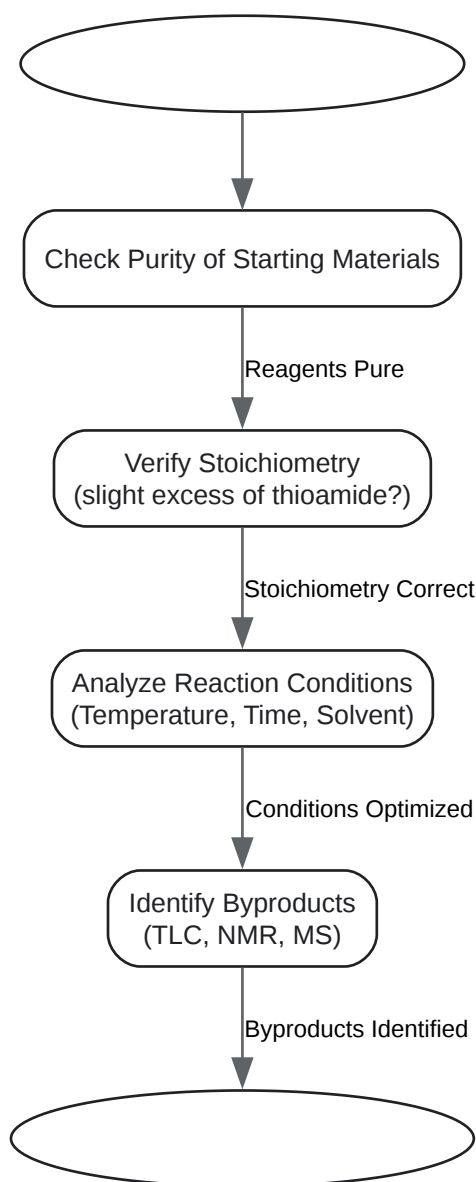 Check Purity of Starting Materials
Reagents Pure
Verify Stoichiometry
(slight excess of thioamide?)
Stoichiometry Correct
Analyze Reaction Conditions
(Temperature, Time, Solvent)
Conditions Optimized
Identify Byproducts
(TLC, NMR, MS)
Byproducts Identified